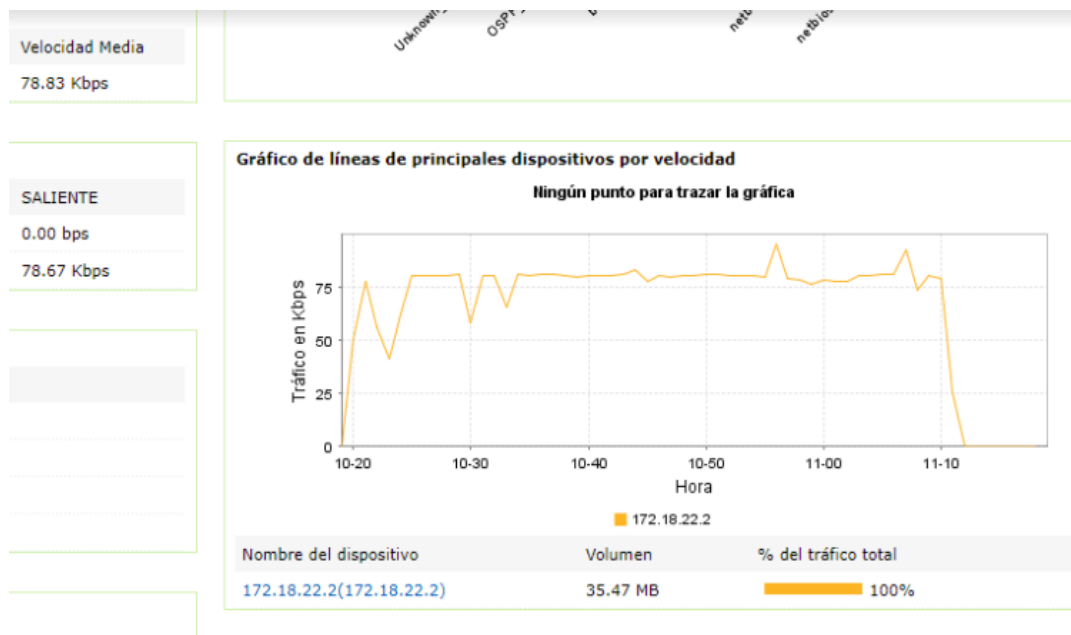 Unknown_
OSPF_
netb
netbios
Velocidad Media
78.83 Kbps
SALIENTE
0.00 bps
78.67 Kbps
Gráfico de líneas de principales dispositivos por velocidad
Ningún punto para trazar la gráfica
Tráfico en Kbps
75
50
25
0
10-20 10-30 10-40 10-50 11-00 11-10
Hora
172.18.22.2
Nombre del dispositivo Volumen % del tráfico total
172.18.22.2(172.18.22.2) 35.47 MB 100%